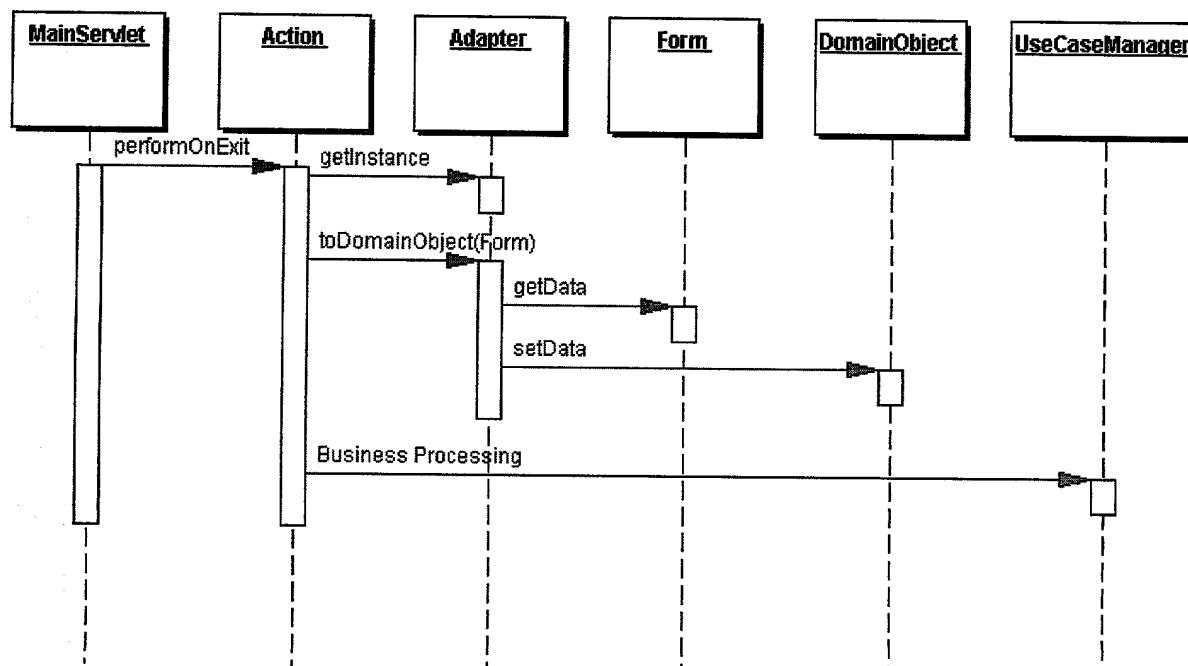 MainServlet
Action
Adapter
Form
DomainObject
UseCaseManager
performOnExit
getInstance
toDomainObject(Form)
getData
setData
Business Processing